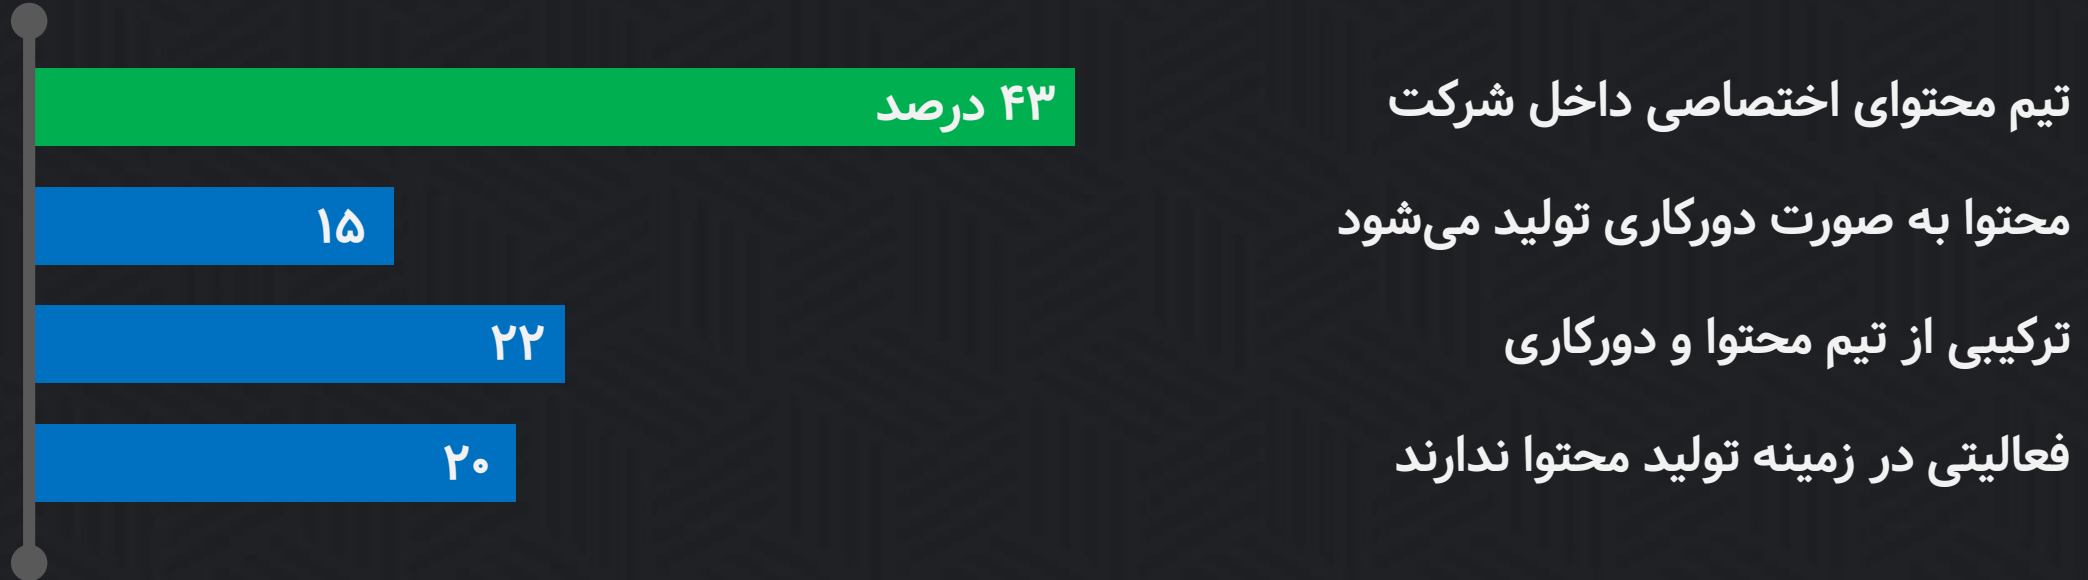 تیم محتوای اختصاصی داخل شرکت
۴۳ درصد
محتوا به صورت دورکاری تولید می‌شود
۱۵
ترکیبی از تیم محتوا و دورکاری
۲۲
فعالیتی در زمینه تولید محتوا ندارند
۲۰